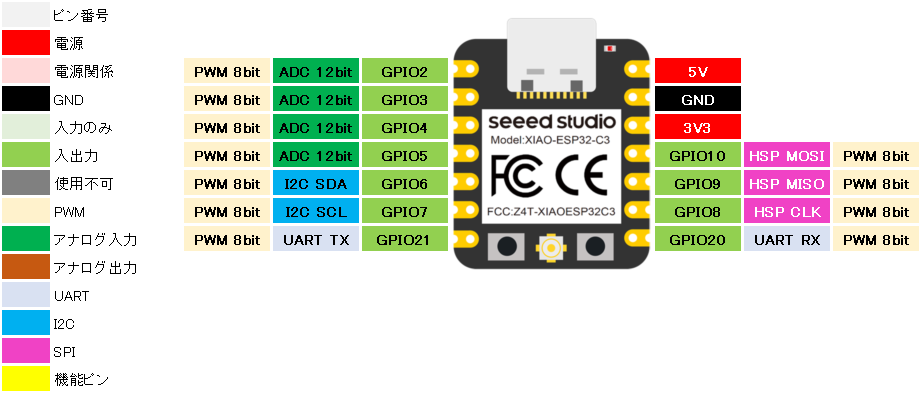 ピン番号
電源
電源関係
GND
入力のみ
入出力
使用不可
PWM
アナログ入力
アナログ出力
UART
I2C
SPI
機能ピン
PWM 8bit ADC 12bit GPIO2
PWM 8bit ADC 12bit GPIO3
PWM 8bit ADC 12bit GPIO4
PWM 8bit ADC 12bit GPIO5
PWM 8bit I2C SDA GPIO6
PWM 8bit I2C SCL GPIO7
PWM 8bit UART TX GPIO21
seeed studio
Model:XIAO-ESP32-C3
FC CE
FCC:Z4T-XIAOESP32C3
5V
GND
3V3
GPIO10 HSP MOSI PWM 8bit
GPIO9 HSP MISO PWM 8bit
GPIO8 HSP CLK PWM 8bit
GPIO20 UART RX PWM 8bit